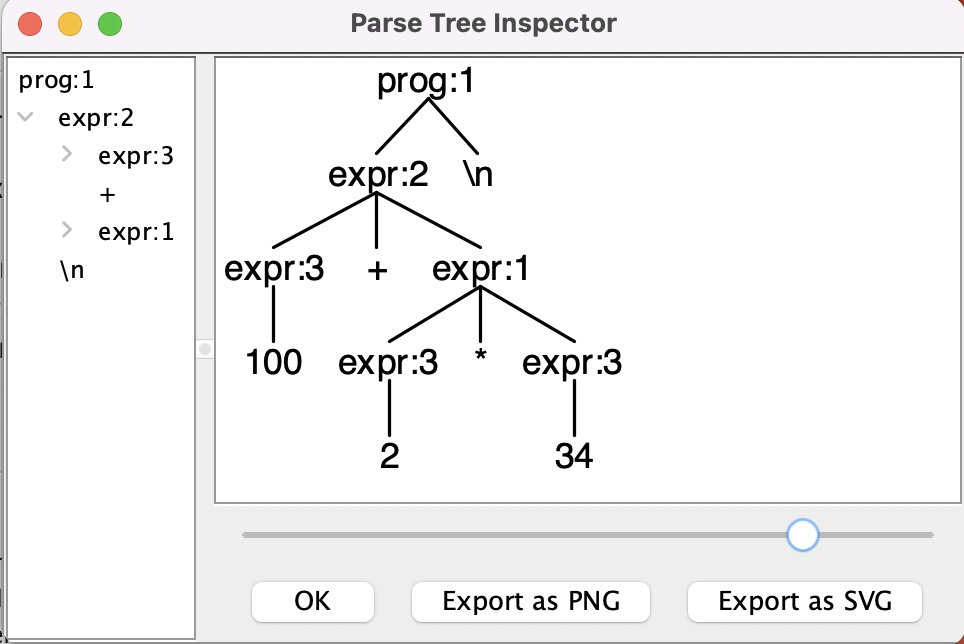 Parse Tree Inspector
prog:1
expr:2
expr:3
+
expr:1
\n
prog:1
expr:2 \n
expr:3 + expr:1
100 expr:3 * expr:3
2 34
OK Export as PNG Export as SVG